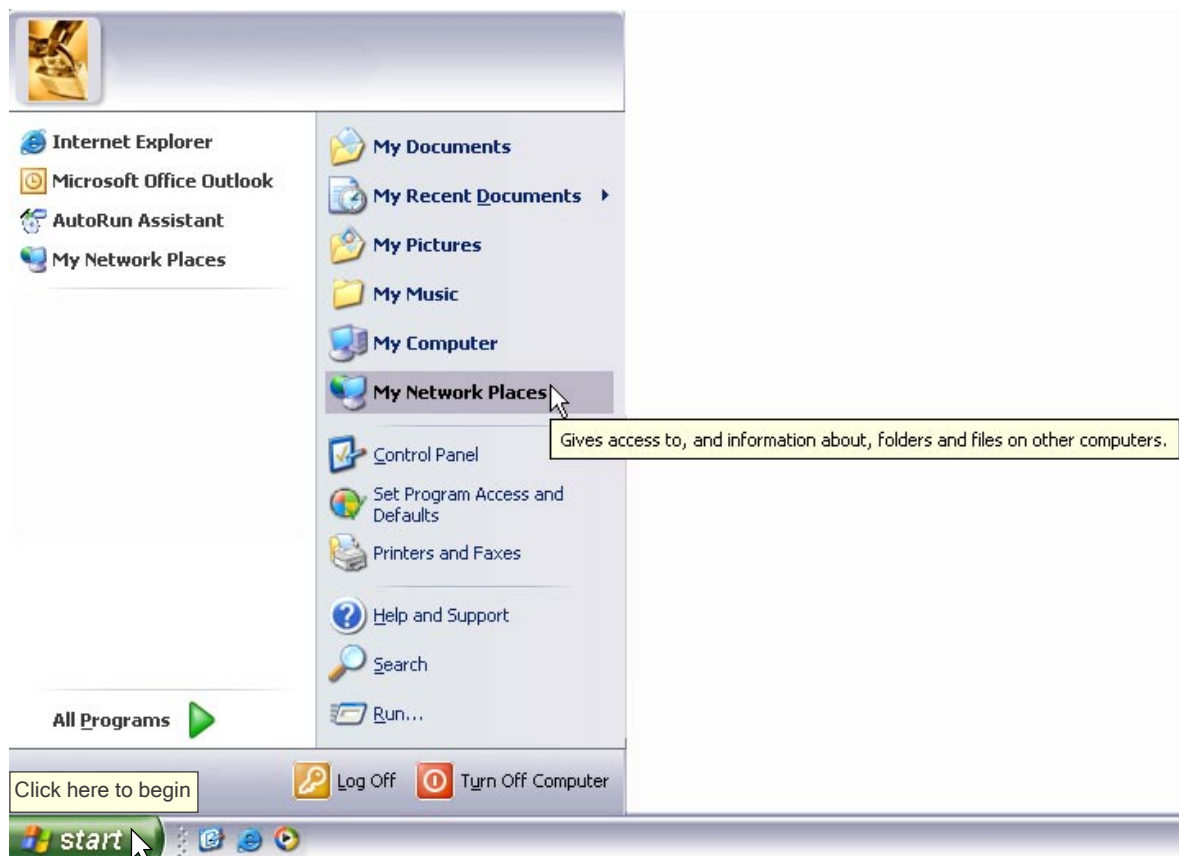 Internet Explorer
Microsoft Office Outlook
AutoRun Assistant
My Network Places
All Programs
My Documents
My Recent Documents
My Pictures
My Music
My Computer
My Network Places
Gives access to, and information about, folders and files on other computers.
Control Panel
Set Program Access and
Defaults
Printers and Faxes
Help and Support
Search
Run...
Log Off
Turn Off Computer
Click here to begin
start